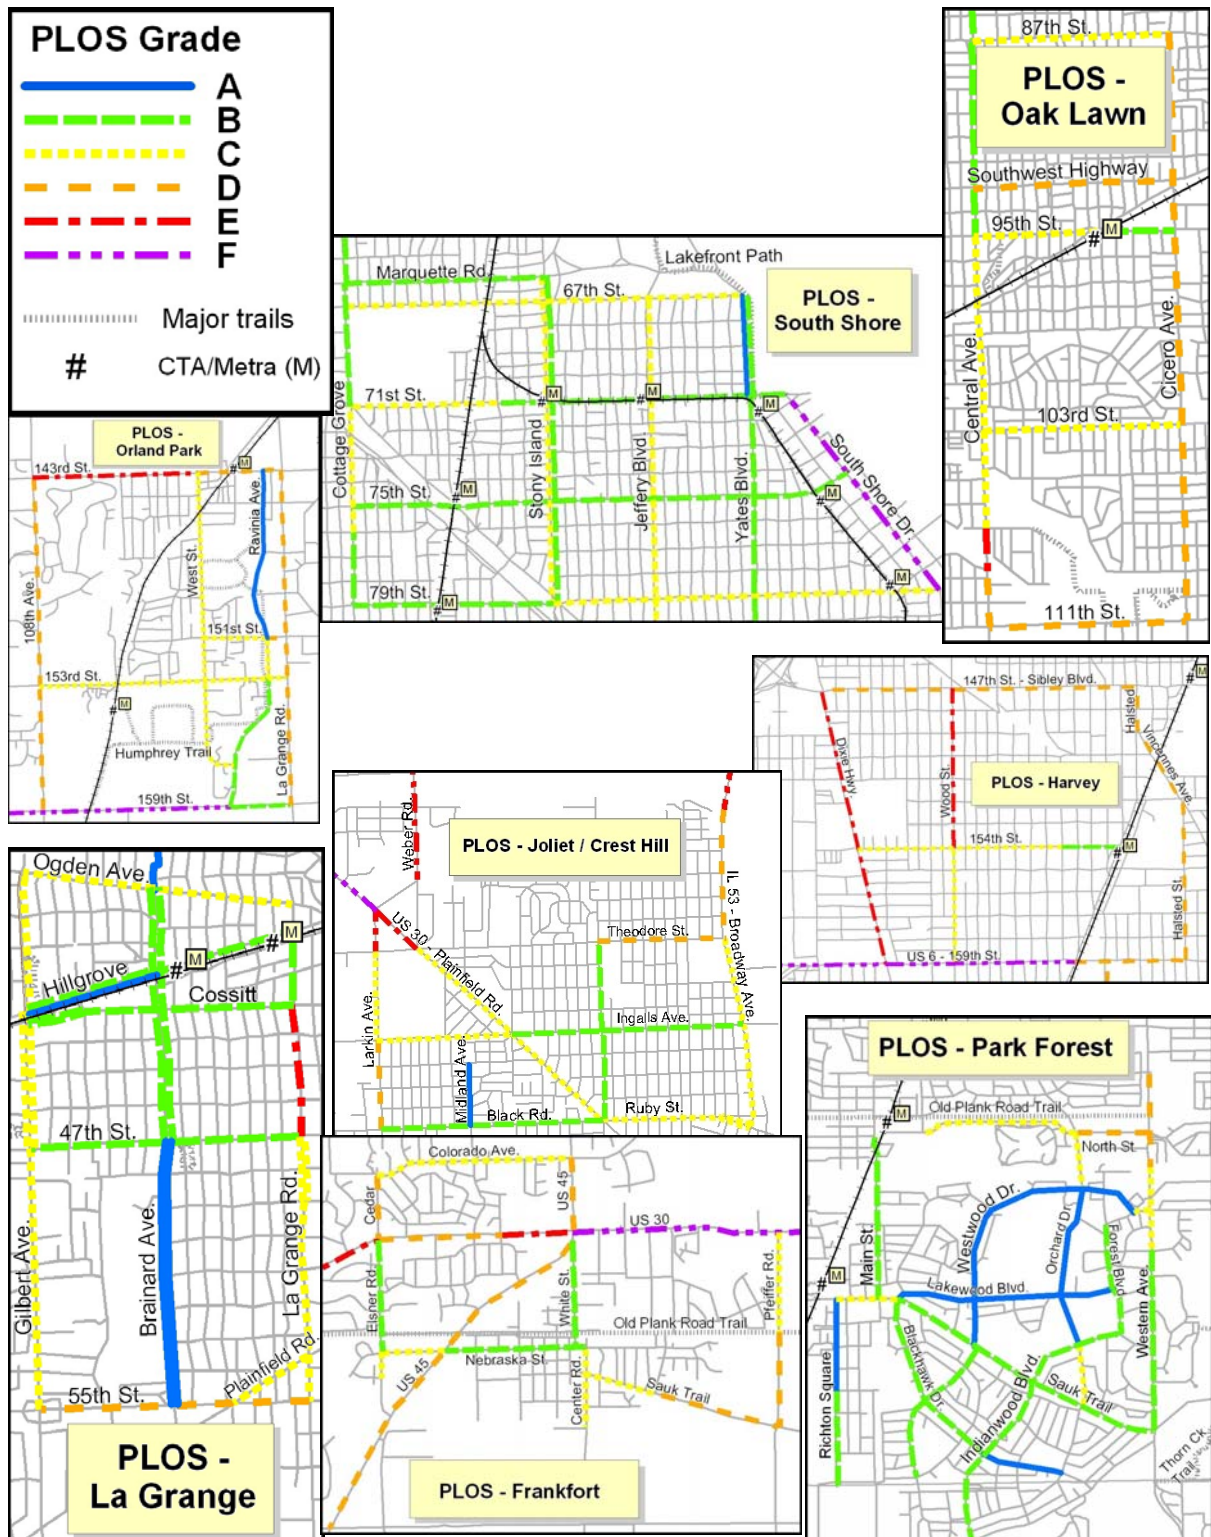 PLOS Grade
A
B
C
D
E
F
Major trails
# CTA/Metra (M)
PLOS -
Oak Lawn
87th St.
Southwest Highway
95th St.
# M
103rd St.
111th St.
Central Ave.
Cicero Ave.
PLOS -
South Shore
Lakefront Path
Marquette Rd.
67th St.
71st St.
75th St.
79th St.
Cottage Grove
Stony Island
Jeffery Blvd.
Yates Blvd.
South Shore Dr.
# M
# M
# M
# M
# M
# M
# M
PLOS -
Orland Park
143rd St.
# M
Ravinia Ave.
West St.
108th Ave.
151st St.
153rd St.
# M
La Grange Rd.
Humphrey Trail
159th St.
PLOS - Harvey
147th St. - Sibley Blvd.
# M
Halsted
Vincennes Ave.
Dixie Hwy
Wood St.
154th St.
# M
Halsted St.
US 6 - 159th St.
PLOS - Joliet / Crest Hill
Weber Rd.
US 30 - Plainfield Rd.
IL 53 - Broadway Ave.
Theodore St.
Ingalls Ave.
Larkin Ave.
Midland Ave.
Black Rd.
Ruby St.
Ogden Ave.
# M
# M
Hillgrove
Cossitt
47th St.
Gilbert Ave.
Brainard Ave.
La Grange Rd.
Plainfield Rd.
55th St.
PLOS -
La Grange
Colorado Ave.
Cedar
US 45
US 30
Elsner Rd.
White St.
Pfeiffer Rd.
Old Plank Road Trail
Nebraska St.
US 45
Center Rd.
Sauk Trail
PLOS - Frankfort
PLOS - Park Forest
# M
Old Plank Road Trail
North St.
Westwood Dr.
Orchard Dr.
Main St.
Forest Blvd
Western Ave.
# M
Lakewood Blvd.
Blackhawk Dr.
Richton Square
Indianwood Blvd.
Sauk Trail
Thorn Ck.
Trail